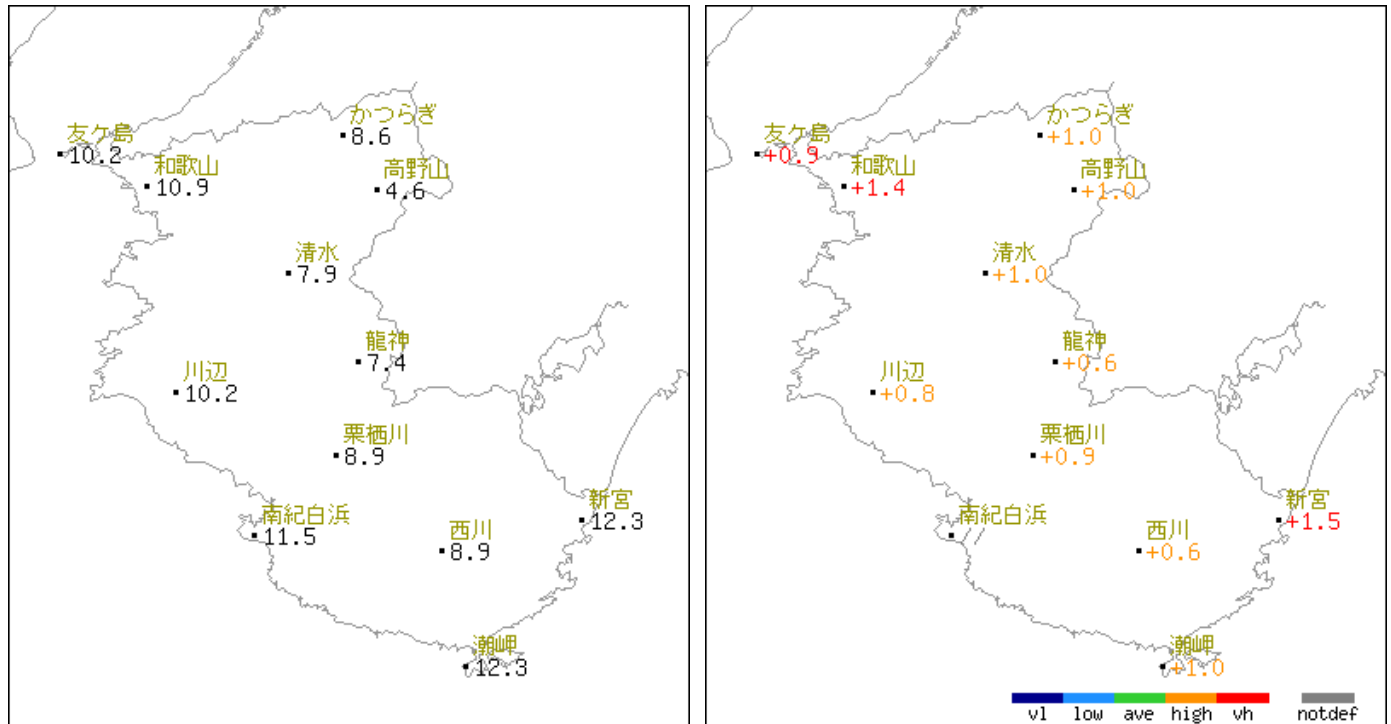 かつらぎ
8.6
友ケ島
10.2
和歌山
10.9
高野山
4.6
清水
7.9
龍神
7.4
川辺
10.2
栗栖川
8.9
新宮
12.3
南紀白浜
11.5
西川
8.9
潮岬
12.3
かつらぎ
+1.0
友ケ島
+0.9
和歌山
+1.4
高野山
+1.0
清水
+1.0
龍神
+0.6
川辺
+0.8
栗栖川
+0.9
新宮
+1.5
南紀白浜
//
西川
+0.6
潮岬
+1.0
vl low ave high vh notdef